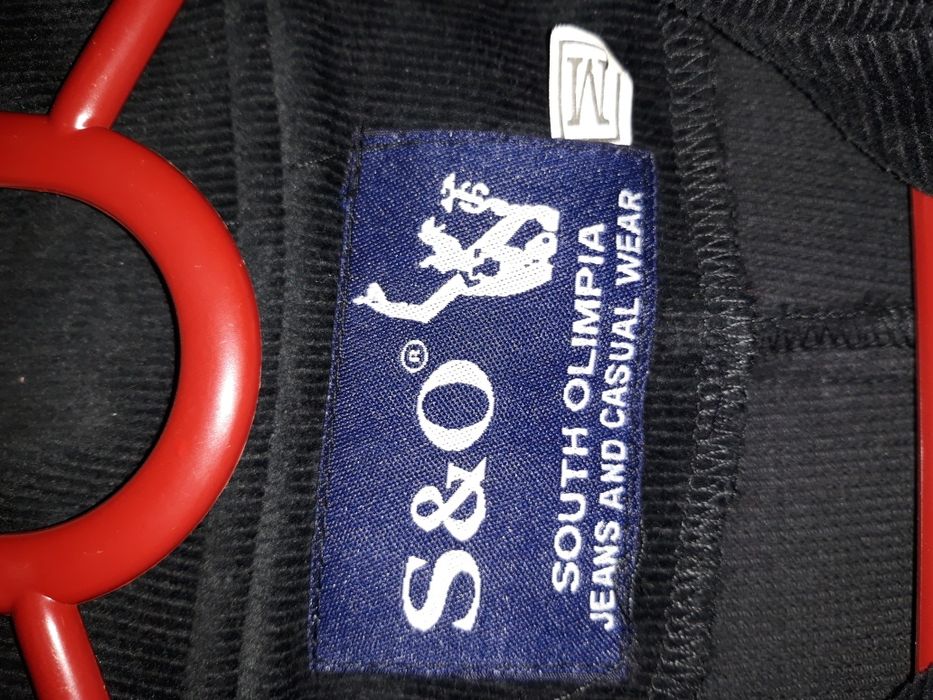 S&O®
SOUTH OLIMPIA
JEANS AND CASUAL WEAR
M